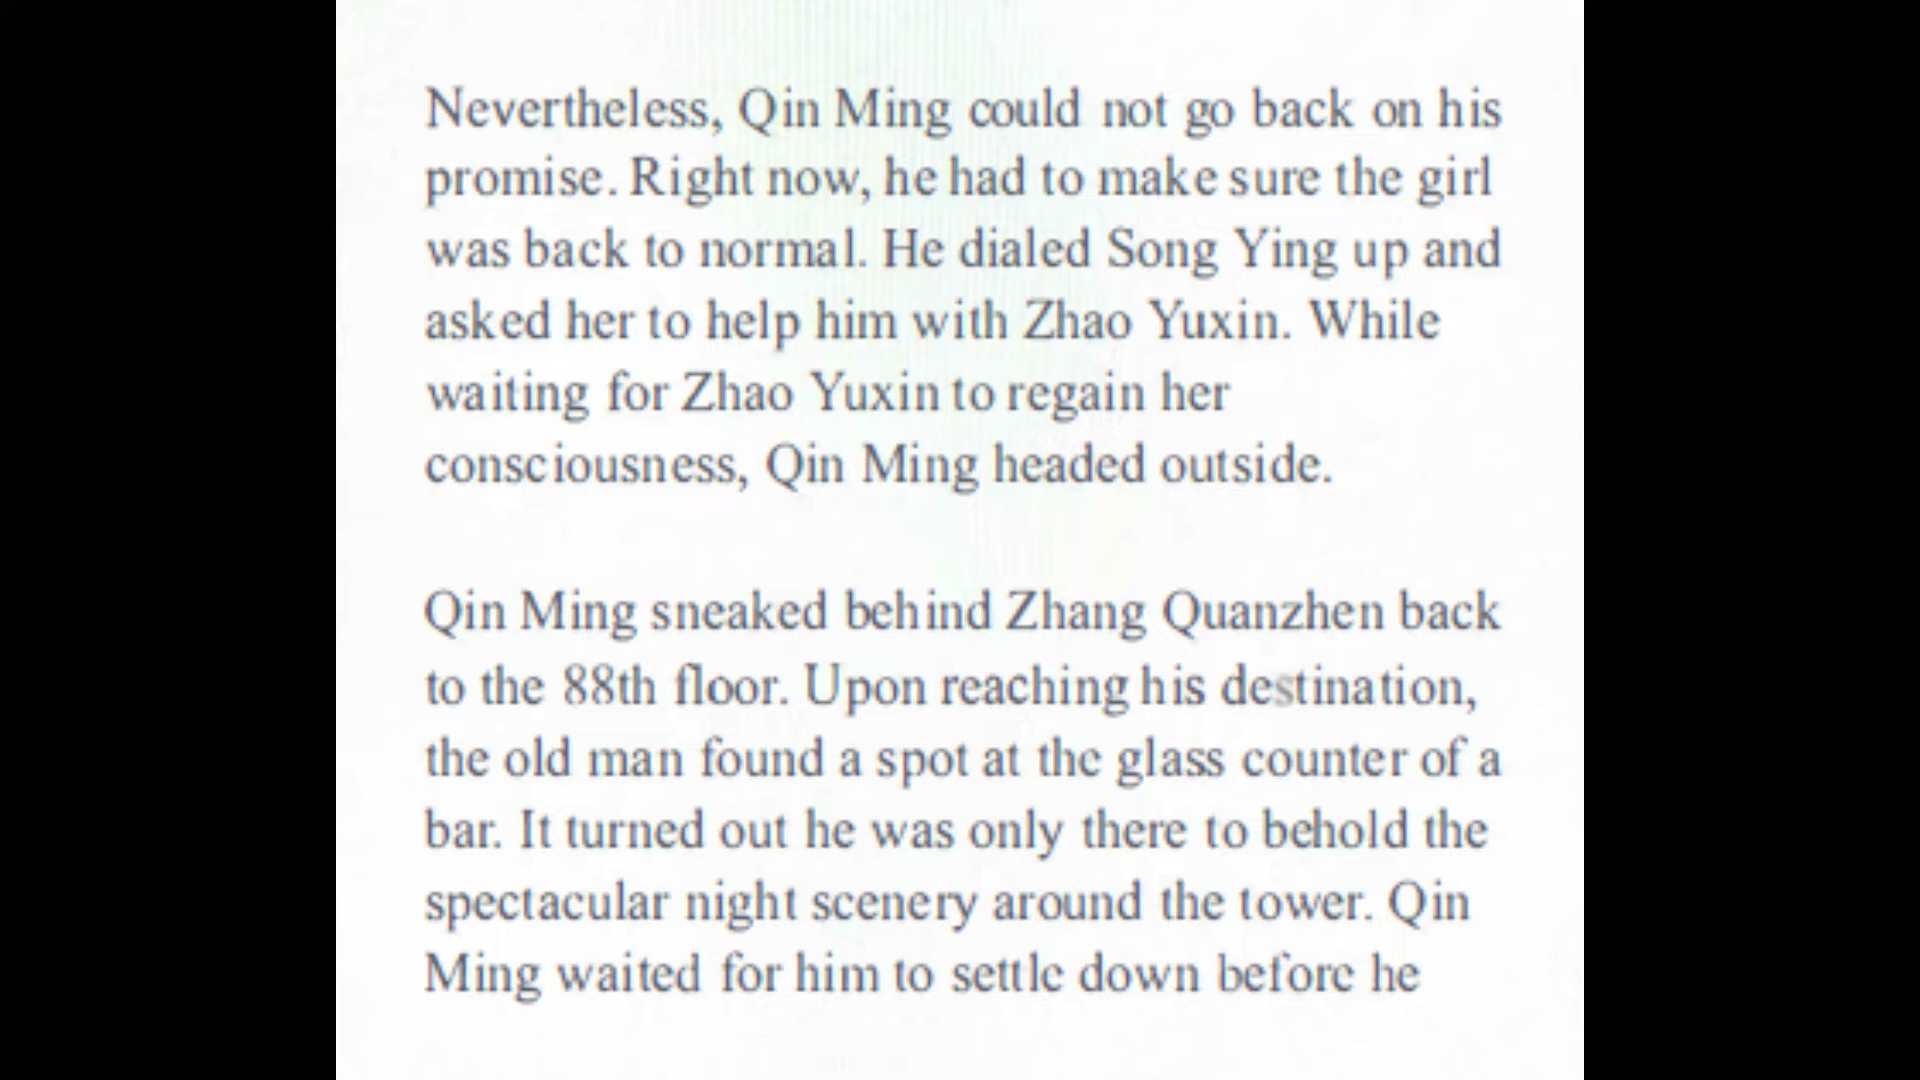 Nevertheless, Qin Ming could not go back on his
promise. Right now, he had to make sure the girl
was back to normal. He dialed Song Ying up and
asked her to help him with Zhao Yuxin. While
waiting for Zhao Yuxin to regain her
consciousness, Qin Ming headed outside.
Qin Ming sneaked behind Zhang Quanzhen back
to the 88th floor. Upon reaching his destination,
the old man found a spot at the glass counter of a
bar. It turned out he was only there to behold the
spectacular night scenery around the tower. Qin
Ming waited for him to settle down before he